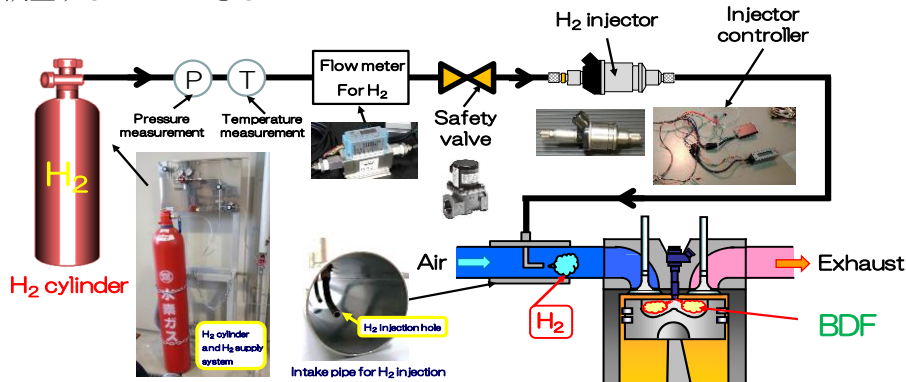 H2 injector
Injector
controller
P
T
Flow meter
For H2
Pressure
measurement
Temperature
measurement
Safety
valve
H2
H2 cylinder
水素ガス
H2 cylinder
and H2 supply
system
H2 injection hole
Intake pipe for H2 injection
Air
H2
Exhaust
BDF